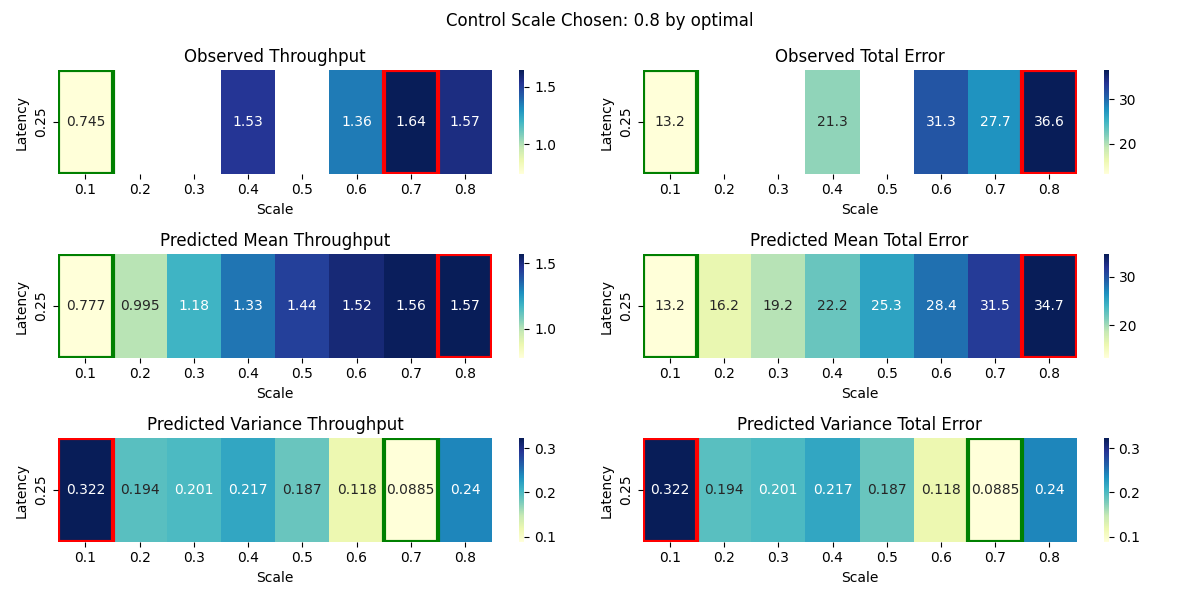 Control Scale Chosen: 0.8 by optimal
Observed Throughput
Latency
0.25
0.745 1.53 1.36 1.64 1.57
1.5
1.0
0.1 0.2 0.3 0.4 0.5 0.6 0.7 0.8
Scale
Observed Total Error
Latency
0.25
13.2 21.3 31.3 27.7 36.6
30
20
0.1 0.2 0.3 0.4 0.5 0.6 0.7 0.8
Scale
Predicted Mean Throughput
Latency
0.25
0.777 0.995 1.18 1.33 1.44 1.52 1.56 1.57
1.5
1.0
0.1 0.2 0.3 0.4 0.5 0.6 0.7 0.8
Scale
Predicted Mean Total Error
Latency
0.25
13.2 16.2 19.2 22.2 25.3 28.4 31.5 34.7
30
20
0.1 0.2 0.3 0.4 0.5 0.6 0.7 0.8
Scale
Predicted Variance Throughput
Latency
0.25
0.322 0.194 0.201 0.217 0.187 0.118 0.0885 0.24
0.3
0.2
0.1
0.1 0.2 0.3 0.4 0.5 0.6 0.7 0.8
Scale
Predicted Variance Total Error
Latency
0.25
0.322 0.194 0.201 0.217 0.187 0.118 0.0885 0.24
0.3
0.2
0.1
0.1 0.2 0.3 0.4 0.5 0.6 0.7 0.8
Scale